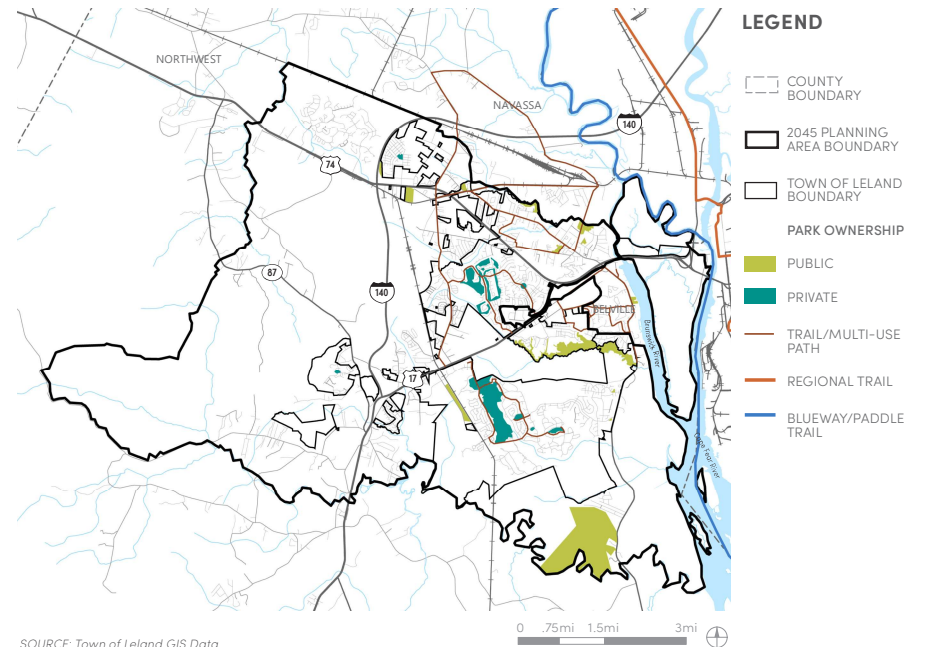 LEGEND
NORTHWEST
NAVASSA
140
74
87
140
17
BELVILLE
Brunswick River
Cape Fear River
COUNTY
BOUNDARY
2045 PLANNING
AREA BOUNDARY
TOWN OF LELAND
BOUNDARY
PARK OWNERSHIP
PUBLIC
PRIVATE
TRAIL/MULTI-USE
PATH
REGIONAL TRAIL
BLUEWAY/PADDLE
TRAIL
0 .75mi 1.5mi 3mi
SOURCE: Town of Leland GIS Data